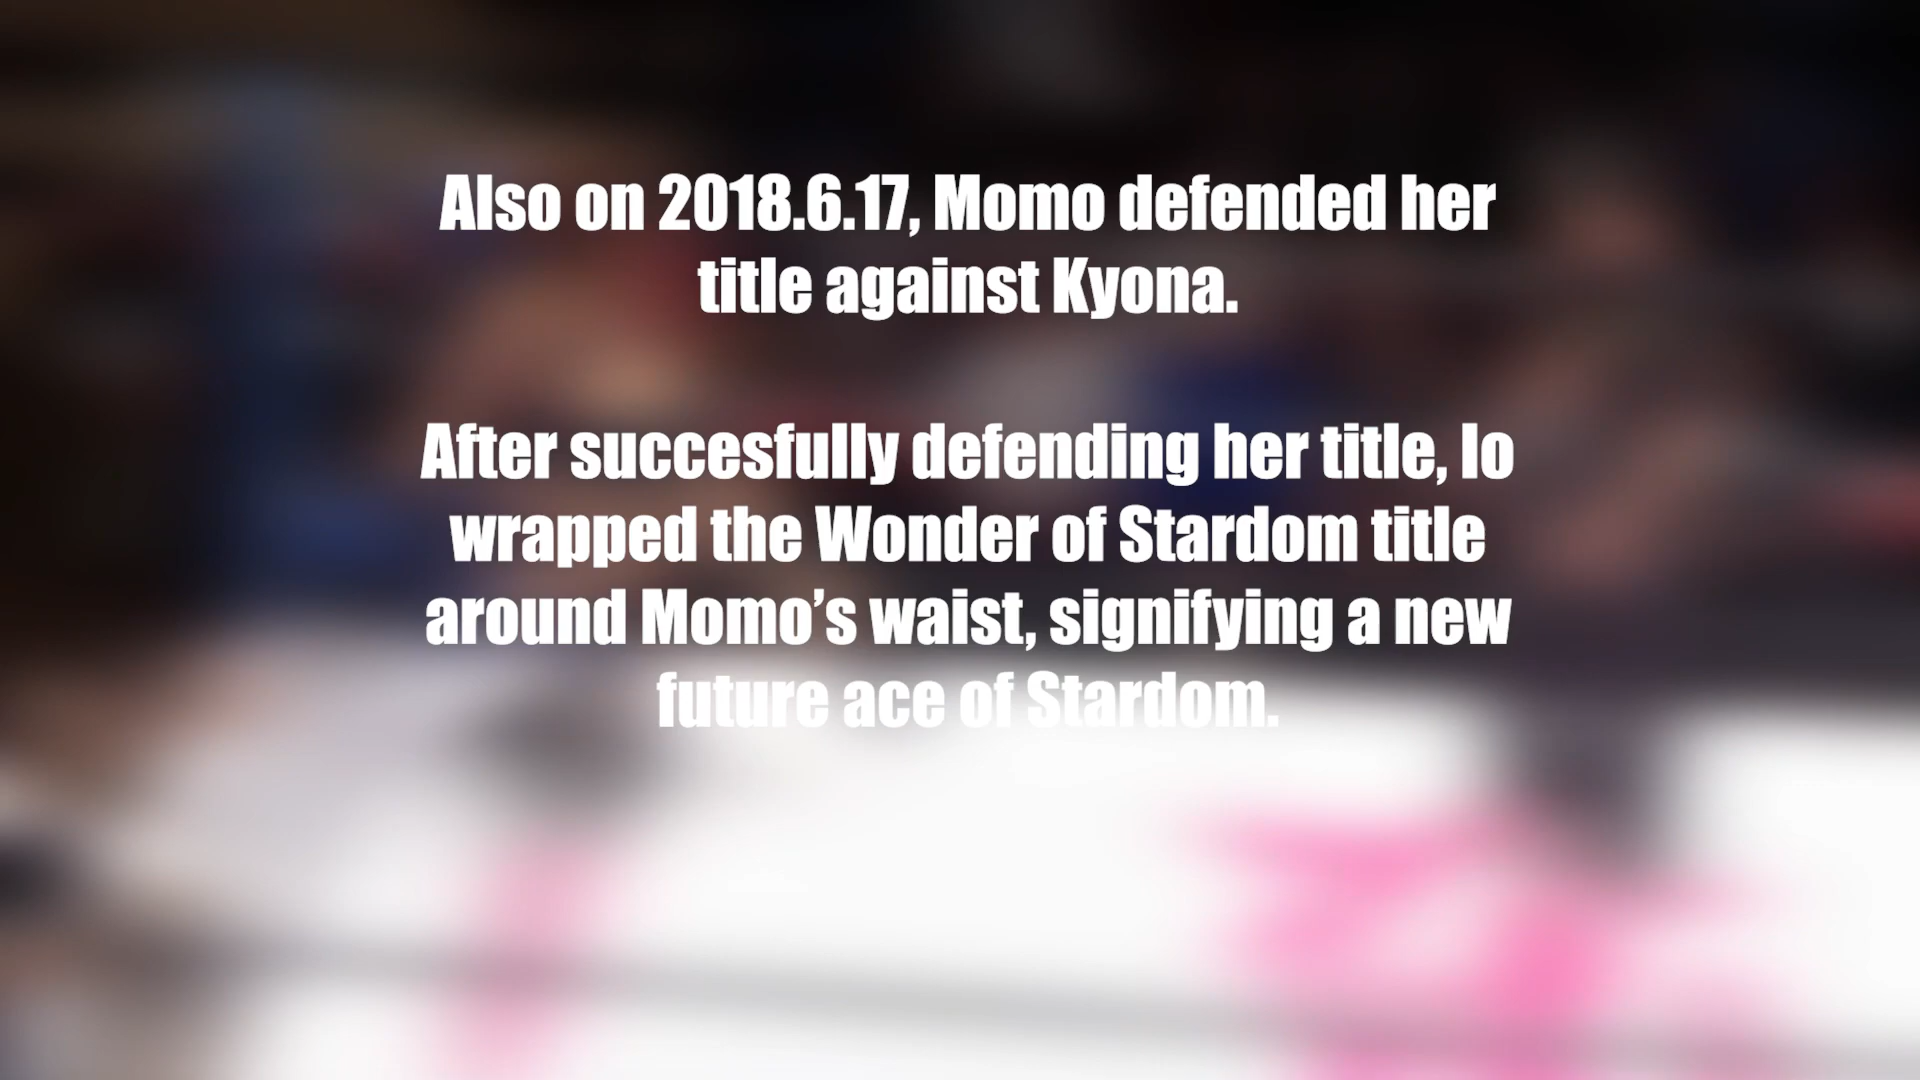 Also on 2018.6.17, Momo defended her
title against Kyona.
After succesfully defending her title, Io
wrapped the Wonder of Stardom title
around Momo’s waist, signifying a new
future ace of Stardom.